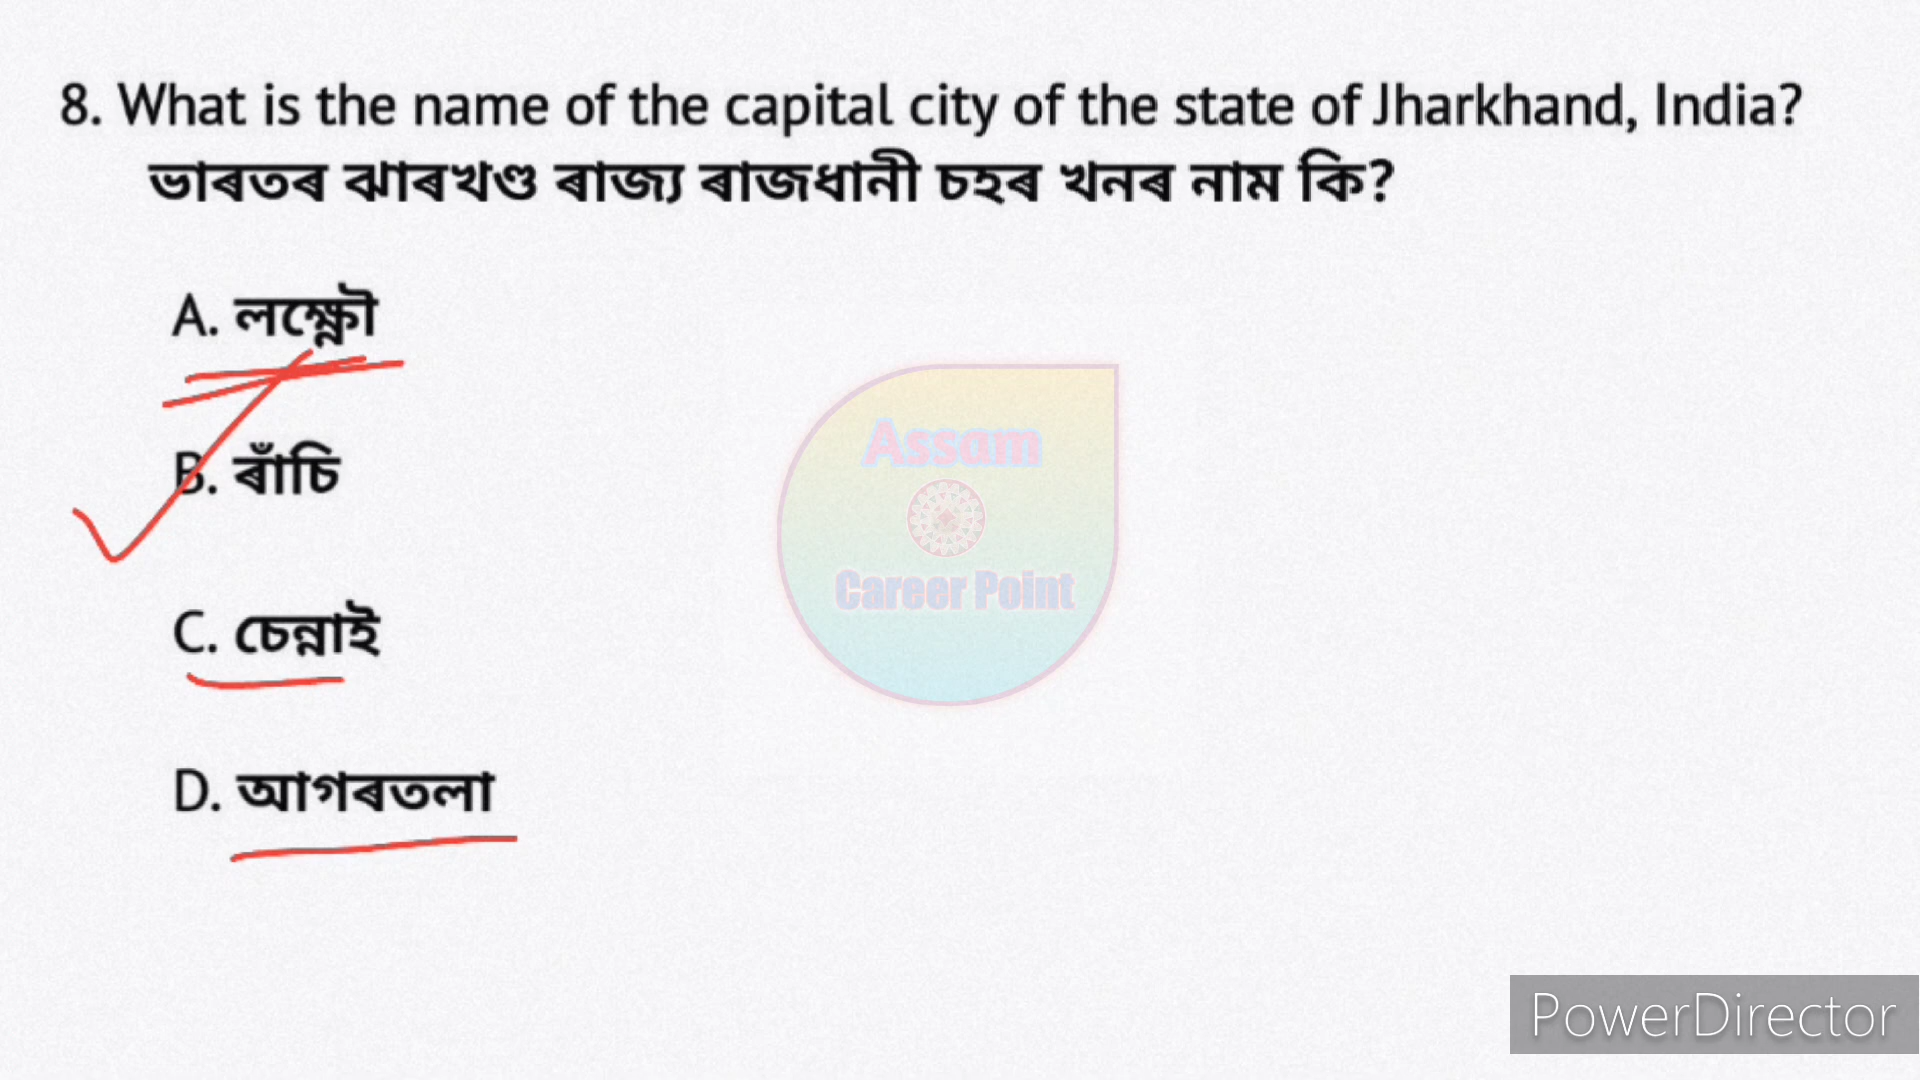 8. What is the name of the capital city of the state of Jharkhand, India?
ভাৰতৰ ঝাৰখণ্ড ৰাজ্য ৰাজধানী চহৰ খনৰ নাম কি?
A. লক্ষ্ণৌ
B. ৰাঁচি
C. চেন্নাই
D. আগৰতলা
Assam
Career Point
PowerDirector